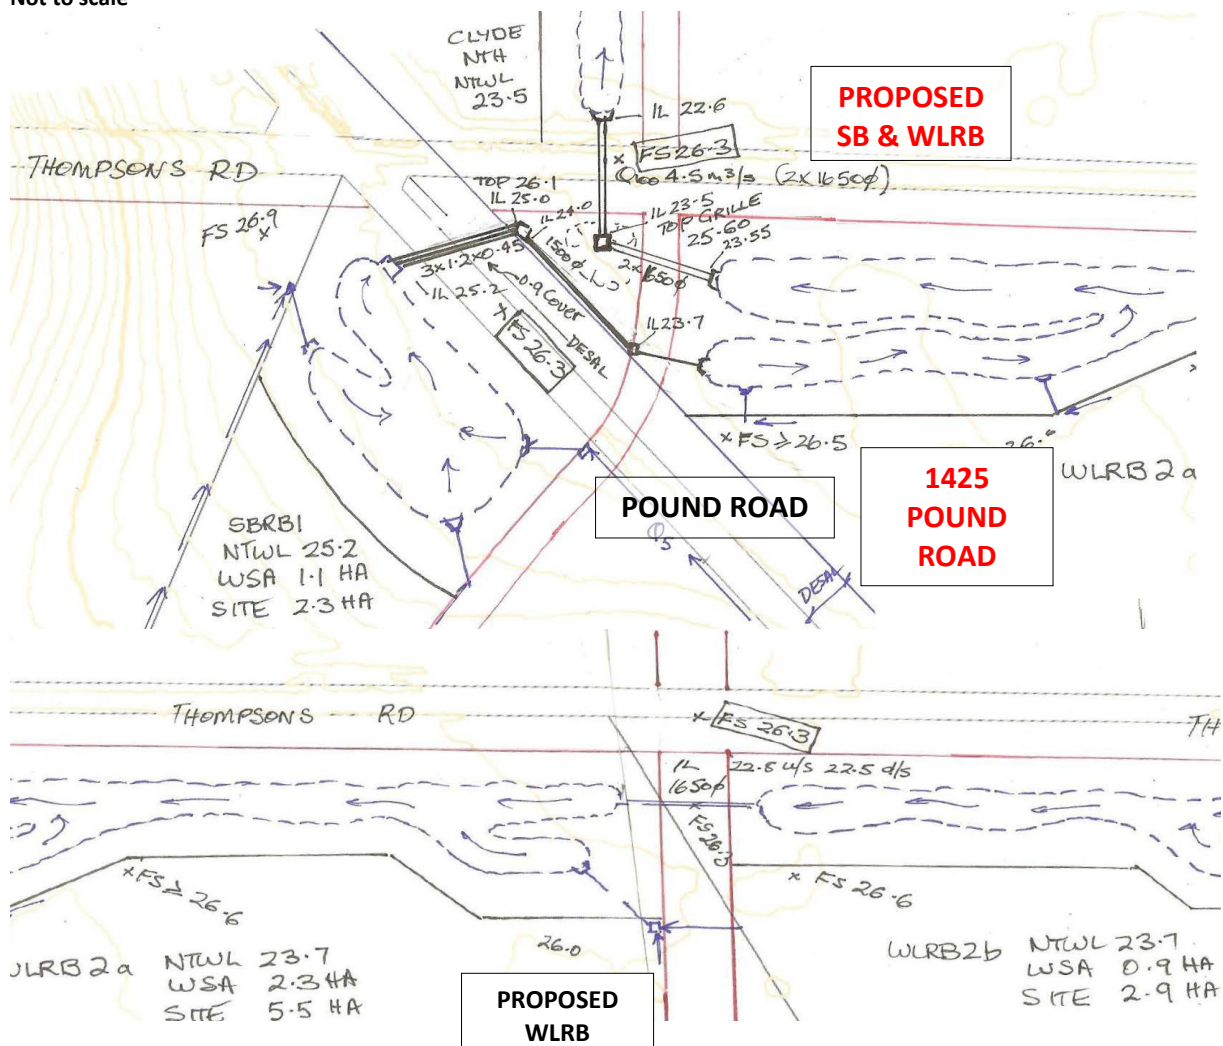 Not to scale
CLYDE
NTH
NTWL
23.5
IL 22.6
PROPOSED
SB & WLRB
THOMPSONS RD
FS 26.3
Q100 4.5 m³/s (2X1650ϕ)
TOP 26.1
IL 25.0
IL 24.0
IL 23.5
TOP GRILLE
25.60
23.55
FS 26.9
1500ϕ
2x1650ϕ
3x1.2x0.45
IL 25.2
0.9 Cover
IL 23.7
FS 26.3
DESAL
FS ≥ 26.5
WLRB 2a
1425
POUND
ROAD
POUND ROAD
Q5
DESAL
SBRB1
NTWL 25.2
WSA 1.1 HA
SITE 2.3 HA
THOMPSONS RD
FS 26.3
TH
IL 22.6 u/s 22.5 d/s
1650ϕ
FS 26.3
FS ≥ 26.6
FS 26.6
26.0
WLRB 2a
NTWL 23.7
WSA 2.3 HA
SITE 5.5 HA
WLRB2b
NTWL 23.7
WSA 0.9 HA
SITE 2.9 HA
PROPOSED
WLRB